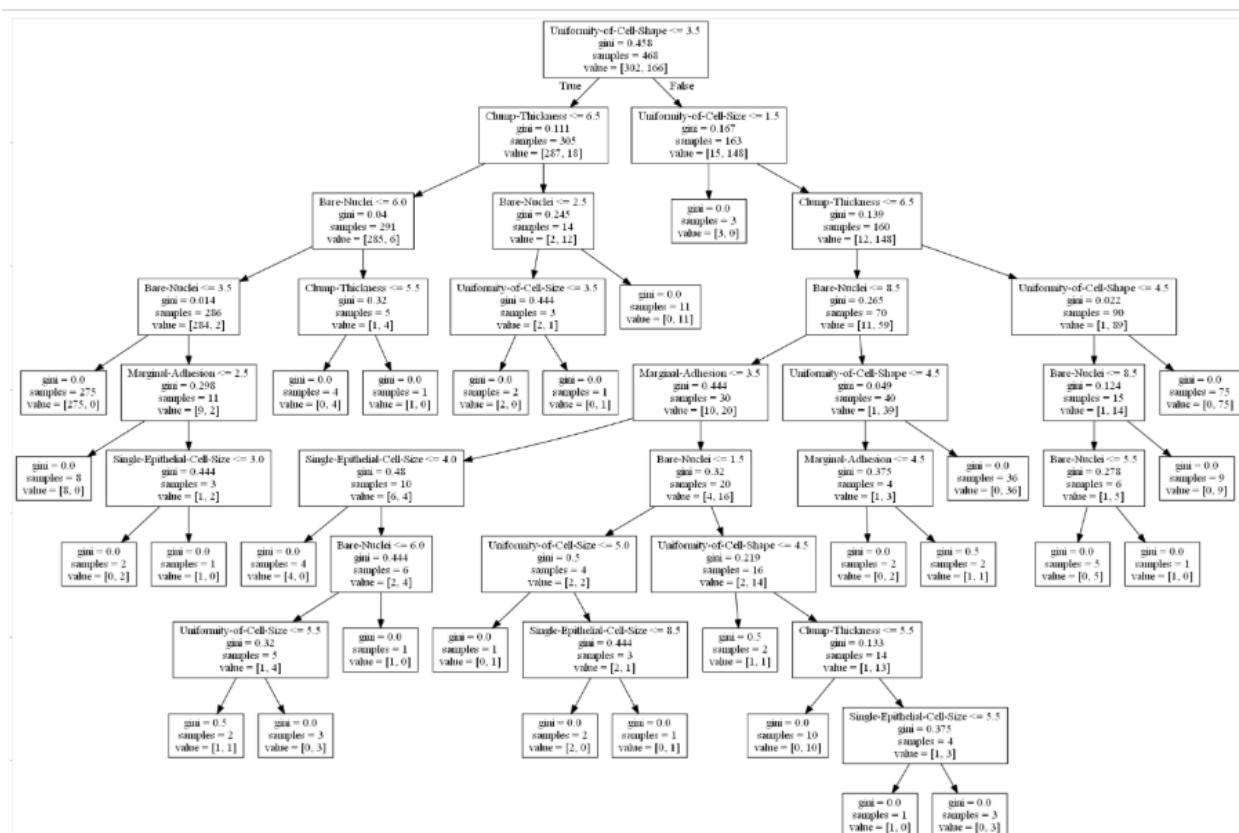 Uniformity-of-Cell-Shape <= 3.5
gini = 0.458
samples = 468
value = [302, 166]
True
False
Clump-Thickness <= 6.5
gini = 0.111
samples = 305
value = [287, 18]
Uniformity-of-Cell-Size <= 1.5
gini = 0.167
samples = 163
value = [15, 148]
Bare-Nuclei <= 6.0
gini = 0.04
samples = 291
value = [285, 6]
Bare-Nuclei <= 2.5
gini = 0.245
samples = 14
value = [2, 12]
gini = 0.0
samples = 3
value = [3, 0]
Clump-Thickness <= 6.5
gini = 0.139
samples = 160
value = [12, 148]
Bare-Nuclei <= 3.5
gini = 0.014
samples = 286
value = [284, 2]
Clump-Thickness <= 5.5
gini = 0.32
samples = 5
value = [1, 4]
Uniformity-of-Cell-Size <= 3.5
gini = 0.444
samples = 3
value = [2, 1]
gini = 0.0
samples = 11
value = [0, 11]
Bare-Nuclei <= 8.5
gini = 0.265
samples = 70
value = [11, 59]
Uniformity-of-Cell-Shape <= 4.5
gini = 0.022
samples = 90
value = [1, 89]
gini = 0.0
samples = 275
value = [275, 0]
Marginal-Adhesion <= 2.5
gini = 0.298
samples = 11
value = [9, 2]
gini = 0.0
samples = 4
value = [0, 4]
gini = 0.0
samples = 1
value = [1, 0]
gini = 0.0
samples = 2
value = [2, 0]
gini = 0.0
samples = 1
value = [0, 1]
Marginal-Adhesion <= 3.5
gini = 0.444
samples = 30
value = [10, 20]
Uniformity-of-Cell-Shape <= 4.5
gini = 0.049
samples = 40
value = [1, 39]
Bare-Nuclei <= 8.5
gini = 0.124
samples = 15
value = [1, 14]
gini = 0.0
samples = 75
value = [0, 75]
gini = 0.0
samples = 8
value = [8, 0]
Single-Epithelial-Cell-Size <= 3.0
gini = 0.444
samples = 3
value = [1, 2]
Single-Epithelial-Cell-Size <= 4.0
gini = 0.48
samples = 10
value = [6, 4]
Bare-Nuclei <= 1.5
gini = 0.32
samples = 20
value = [4, 16]
Marginal-Adhesion <= 4.5
gini = 0.375
samples = 4
value = [1, 3]
gini = 0.0
samples = 36
value = [0, 36]
Bare-Nuclei <= 5.5
gini = 0.278
samples = 6
value = [1, 5]
gini = 0.0
samples = 9
value = [0, 9]
gini = 0.0
samples = 2
value = [0, 2]
gini = 0.0
samples = 1
value = [1, 0]
gini = 0.0
samples = 4
value = [4, 0]
Bare-Nuclei <= 6.0
gini = 0.444
samples = 6
value = [2, 4]
Uniformity-of-Cell-Size <= 5.0
gini = 0.5
samples = 4
value = [2, 2]
Uniformity-of-Cell-Shape <= 4.5
gini = 0.219
samples = 16
value = [2, 14]
gini = 0.0
samples = 2
value = [0, 2]
gini = 0.5
samples = 2
value = [1, 1]
gini = 0.0
samples = 5
value = [0, 5]
gini = 0.0
samples = 1
value = [1, 0]
Uniformity-of-Cell-Size <= 5.5
gini = 0.32
samples = 5
value = [1, 4]
gini = 0.0
samples = 1
value = [1, 0]
gini = 0.0
samples = 1
value = [0, 1]
Single-Epithelial-Cell-Size <= 8.5
gini = 0.444
samples = 3
value = [2, 1]
gini = 0.5
samples = 2
value = [1, 1]
Clump-Thickness <= 5.5
gini = 0.133
samples = 14
value = [1, 13]
gini = 0.5
samples = 2
value = [1, 1]
gini = 0.0
samples = 3
value = [0, 3]
gini = 0.0
samples = 2
value = [2, 0]
gini = 0.0
samples = 1
value = [0, 1]
gini = 0.0
samples = 10
value = [0, 10]
Single-Epithelial-Cell-Size <= 5.5
gini = 0.375
samples = 4
value = [1, 3]
gini = 0.0
samples = 1
value = [1, 0]
gini = 0.0
samples = 3
value = [0, 3]